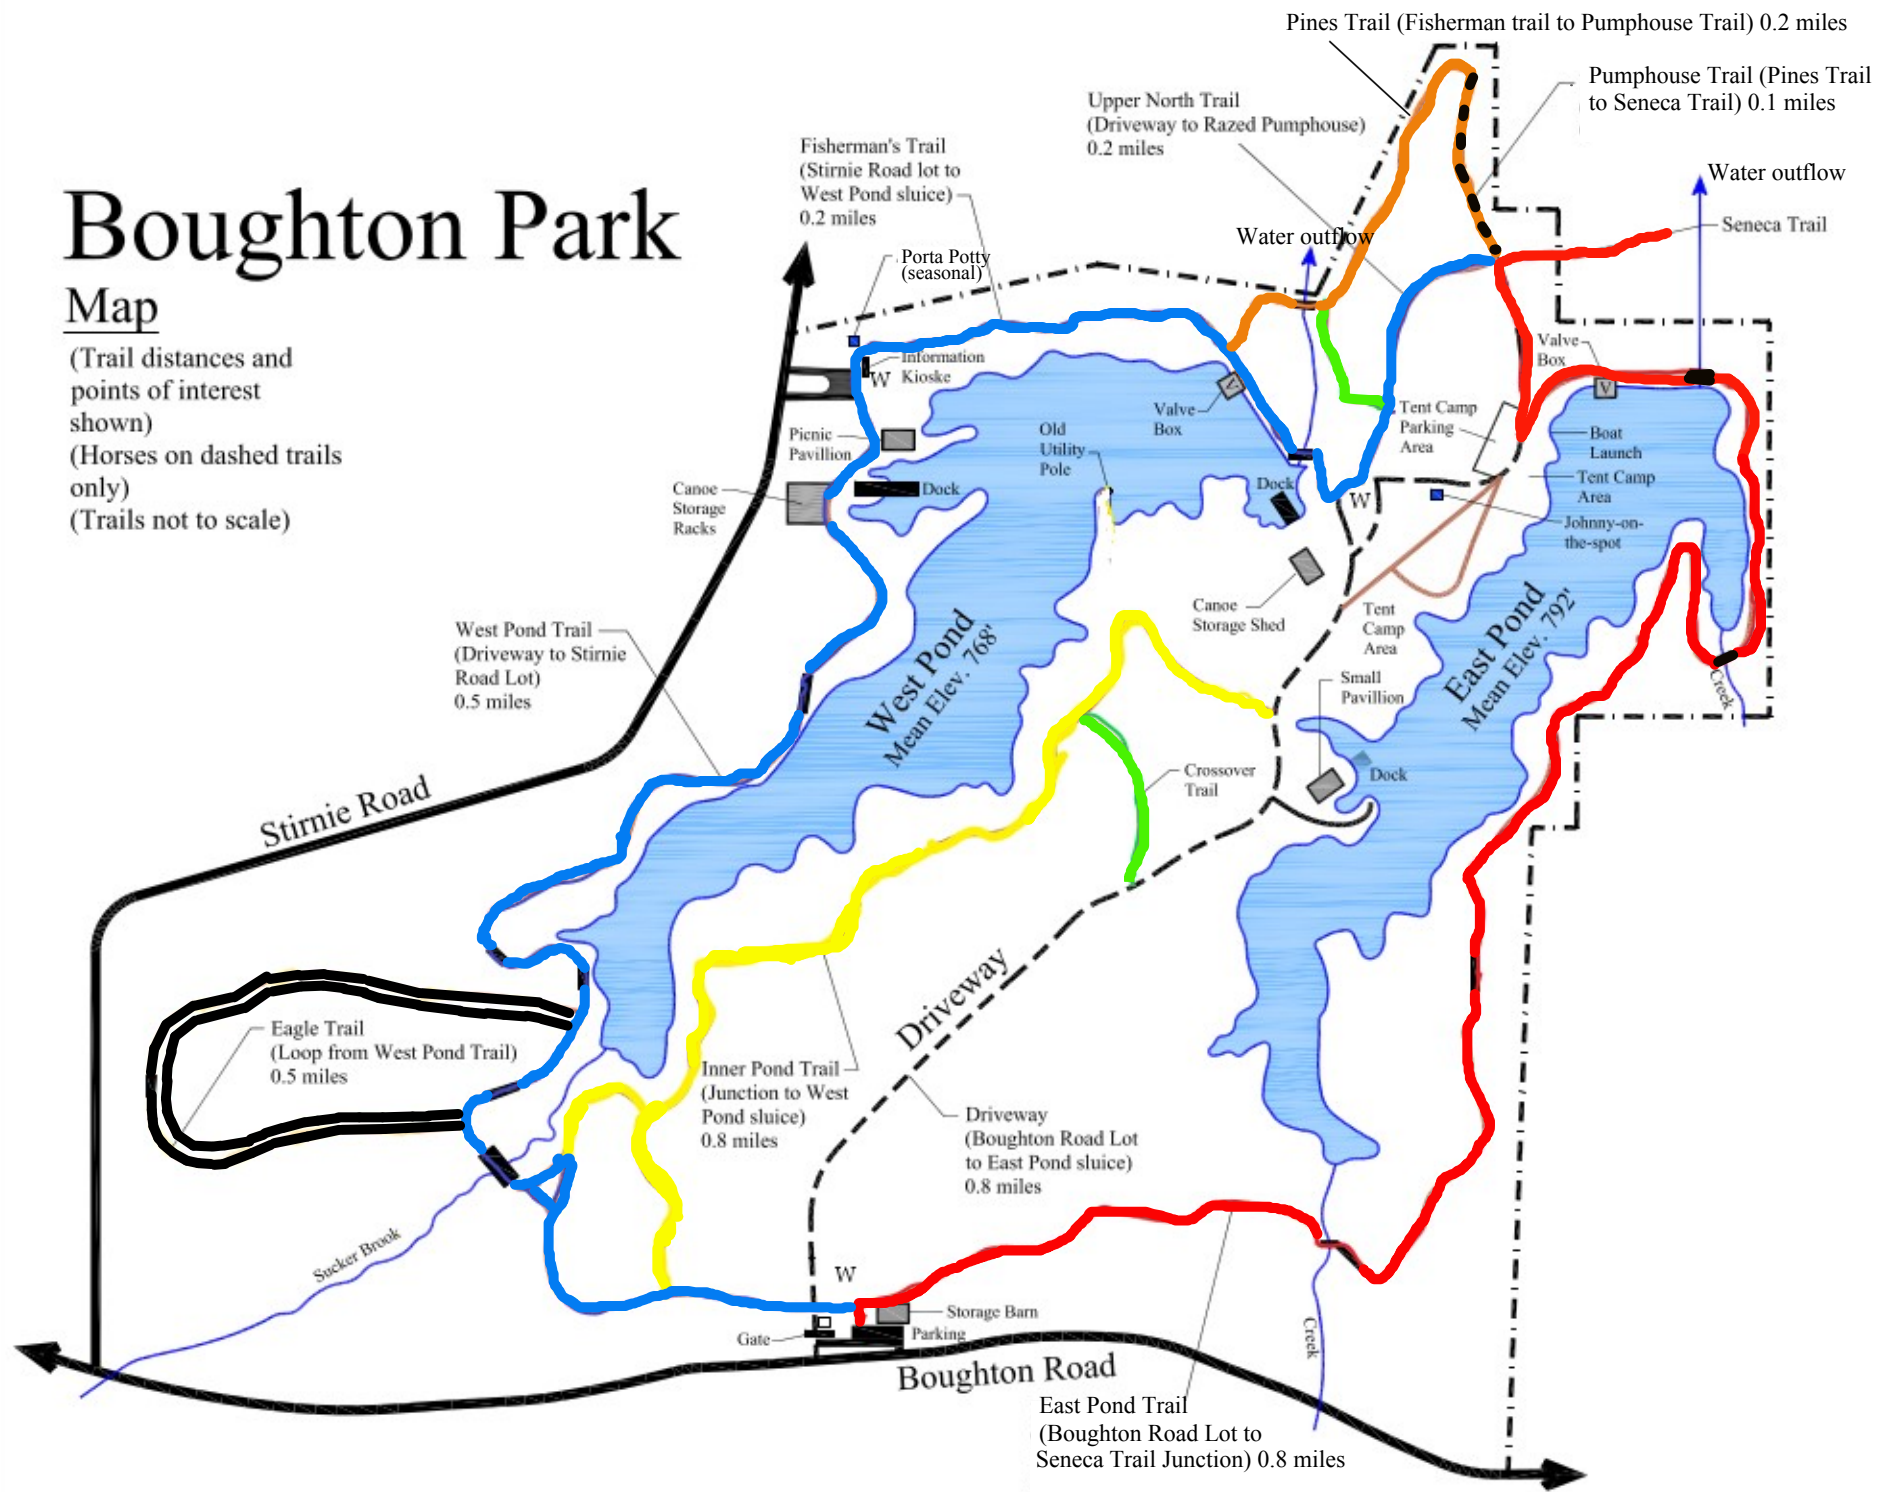 Pines Trail (Fisherman trail to Pumphouse Trail) 0.2 miles
Pumphouse Trail (Pines Trail
to Seneca Trail) 0.1 miles
Upper North Trail
(Driveway to Razed Pumphouse)
0.2 miles
Fisherman's Trail
(Stirnie Road lot to
West Pond sluice)
0.2 miles
Water outflow
Seneca Trail
Boughton Park
Map
(Trail distances and
points of interest
shown)
(Horses on dashed trails
only)
(Trails not to scale)
Water outflow
Porta Potty
(seasonal)
Information
Kioske
W
Valve
Box
V
Picnic
Pavillion
Valve
Box
V
Old
Utility
Pole
Tent Camp
Parking
Area
Boat
Launch
Tent Camp
Area
Canoe
Storage
Racks
Dock
Dock
W
Johnny-on-
the-spot
Canoe
Storage Shed
Tent
Camp
Area
West Pond Trail
(Driveway to Stirnie
Road Lot)
0.5 miles
West Pond
Mean Elev. 768'
East Pond
Mean Elev. 792'
Small
Pavillion
Creek
Dock
Crossover
Trail
Stirnie Road
Driveway
Eagle Trail
(Loop from West Pond Trail)
0.5 miles
Inner Pond Trail
(Junction to West
Pond sluice)
0.8 miles
Driveway
(Boughton Road Lot
to East Pond sluice)
0.8 miles
Sucker Brook
W
Storage Barn
Gate
Parking
Creek
Boughton Road
East Pond Trail
(Boughton Road Lot to
Seneca Trail Junction) 0.8 miles